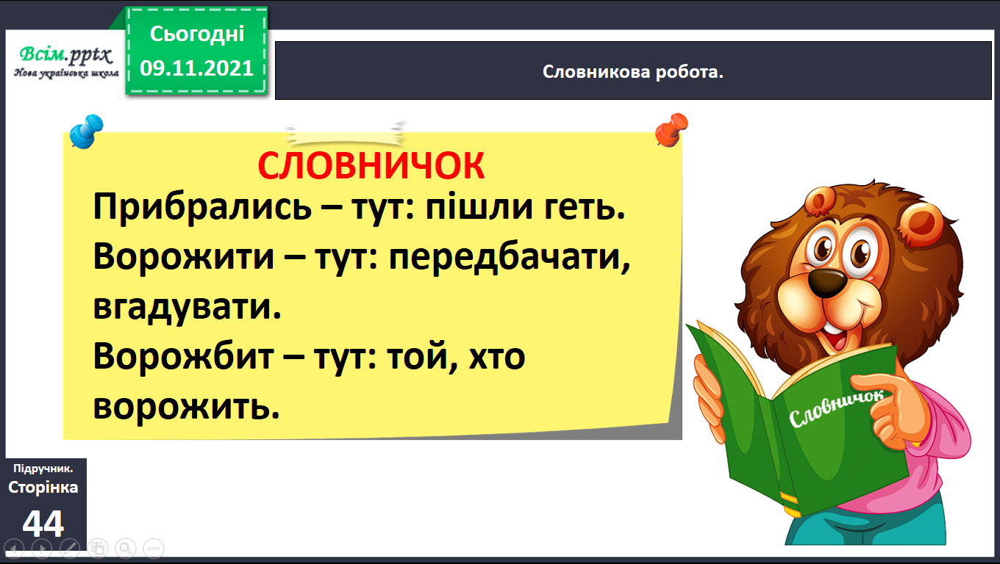 Всім.pptx
Нова українська школа
Сьогодні
09.11.2021
Словникова робота.
СЛОВНИЧОК
Прибрались – тут: пішли геть.
Ворожити – тут: передбачати,
вгадувати.
Ворожбит – тут: той, хто
ворожить.
Словничок
Підручник.
Сторінка
44